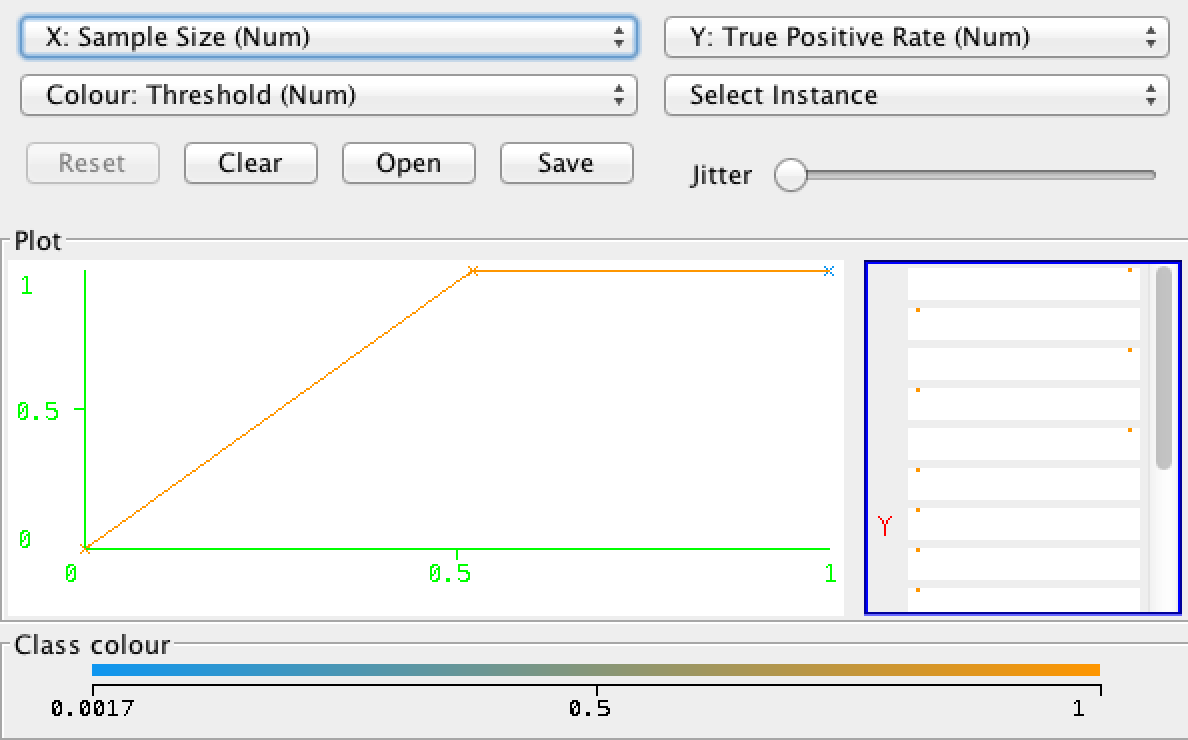 X: Sample Size (Num)
Y: True Positive Rate (Num)
Colour: Threshold (Num)
Select Instance
Reset
Clear
Open
Save
Jitter
Plot
1
0.5
0
0
0.5
1
Y
Class colour
0.0017
0.5
1